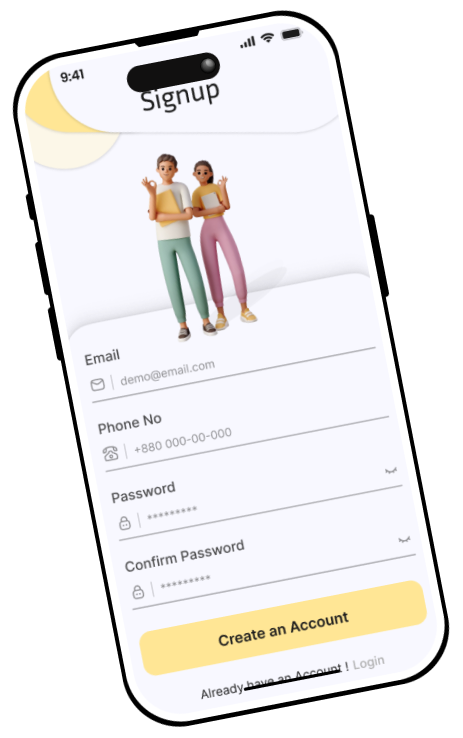 9:41
Signup
Email
demo@email.com
Phone No
+880 000-00-000
Password
*********
Confirm Password
*********
Create an Account
Already have an Account ! Login